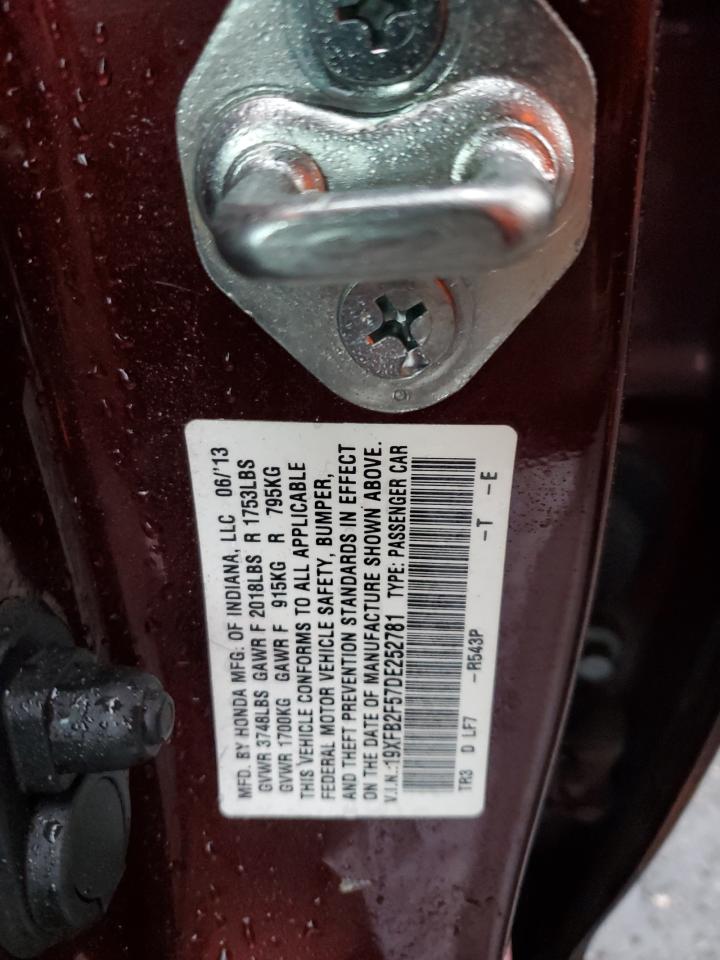 MFD. BY HONDA MFG: OF INDIANA, LLC 06/'13
GVWR 3748LBS GAWR F 2018LBS R 1753LBS
GVWR 1700KG GAWR F 915KG R 795KG
THIS VEHICLE CONFORMS TO ALL APPLICABLE
FEDERAL MOTOR VEHICLE SAFETY, BUMPER,
AND THEFT PREVENTION STANDARDS IN EFFECT
ON THE DATE OF MANUFACTURE SHOWN ABOVE.
V.I.N.:19XFB2F57DE252781 TYPE: PASSENGER CAR
TR3 D LF7 -R543P -T -E
9